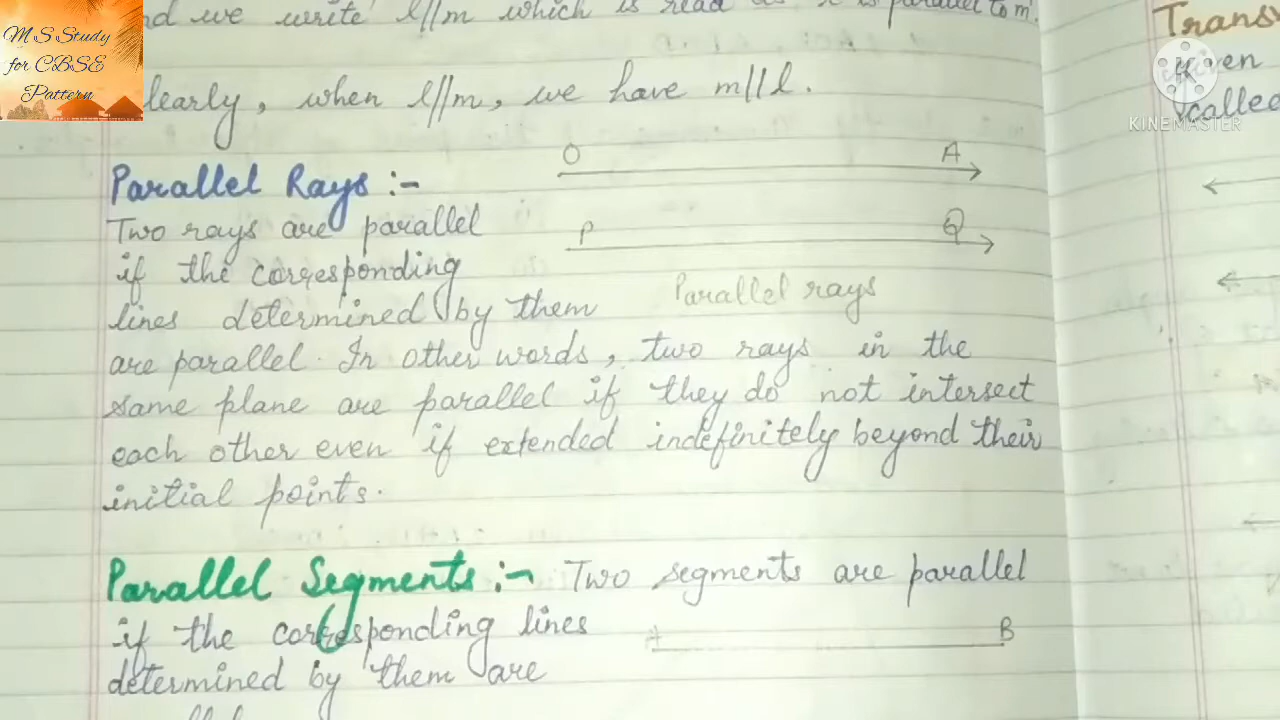 nd we write l//m which is read as 'l is parallel to m'.
learly, when l//m, we have m//l.
Parallel Rays :-
O A
P Q
Parallel rays
Two rays are parallel
if the corresponding
lines determined by them
are parallel. In other words, two rays in the
same plane are parallel if they do not intersect
each other even if extended indefinitely beyond their
initial points.
Parallel Segments :- Two segments are parallel
if the corresponding lines
A B
determined by them are
M S Study
for CBSE
Pattern
KINEMASTER
Trans
called